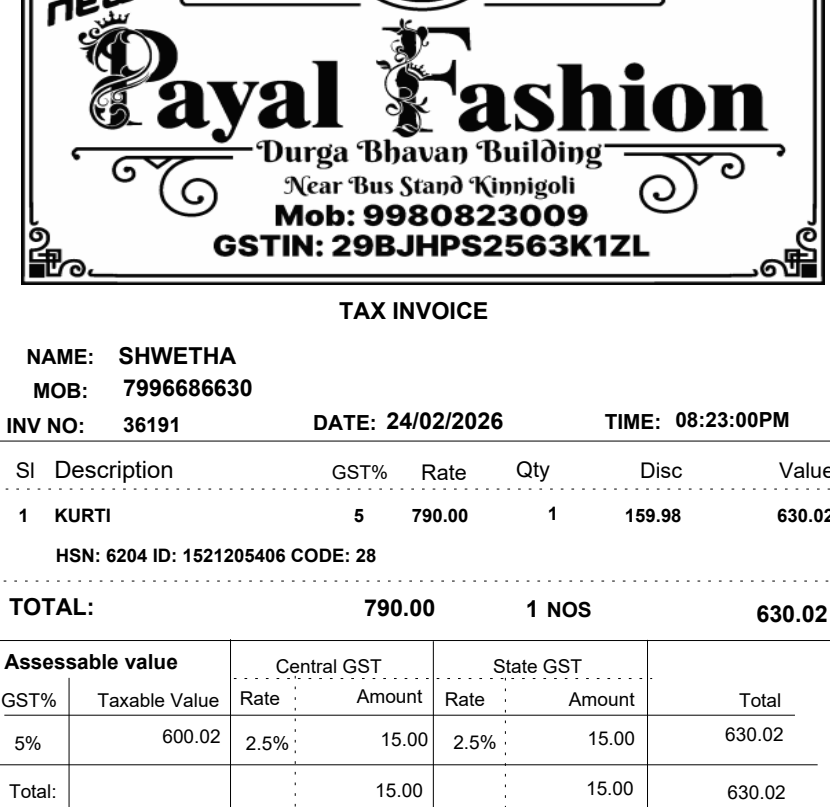 new
Payal Fashion
Durga Bhavan Building
Near Bus Stand Kinnigoli
Mob: 9980823009
GSTIN: 29BJHPS2563K1ZL
TAX INVOICE
NAME: SHWETHA
MOB: 7996686630
INV NO: 36191 DATE: 24/02/2026 TIME: 08:23:00PM
Sl Description GST% Rate Qty Disc Value
1 KURTI 5 790.00 1 159.98 630.02
HSN: 6204 ID: 1521205406 CODE: 28
TOTAL: 790.00 1 NOS 630.02
Assessable value Central GST State GST
GST% Taxable Value Rate Amount Rate Amount Total
5% 600.02 2.5% 15.00 2.5% 15.00 630.02
Total: 15.00 15.00 630.02